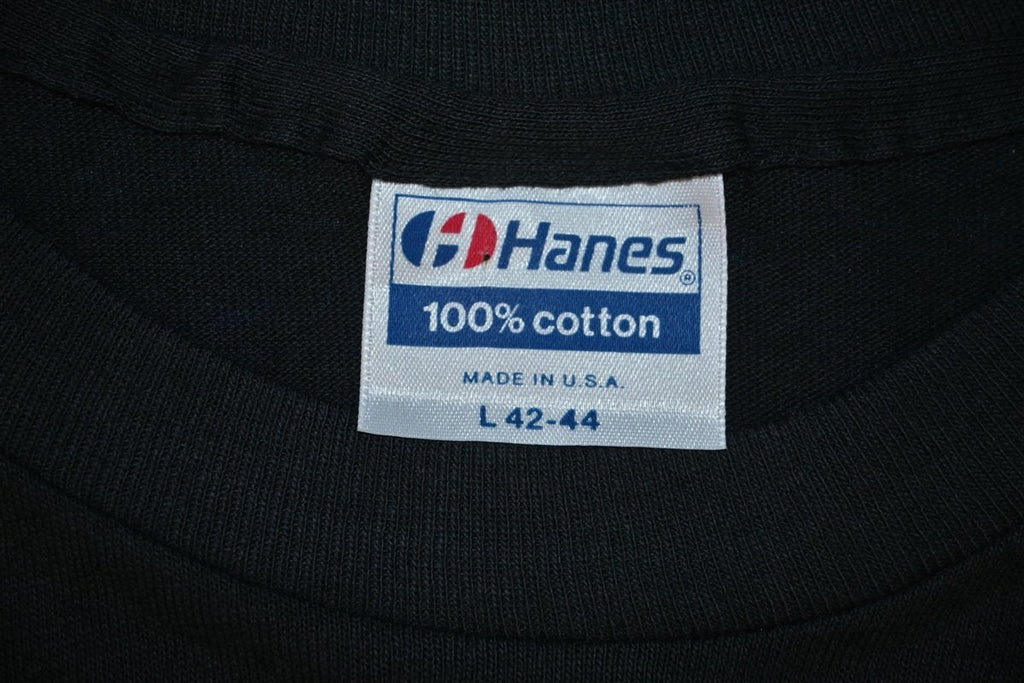 Hanes®
100% cotton
MADE IN U.S.A.
L 42-44